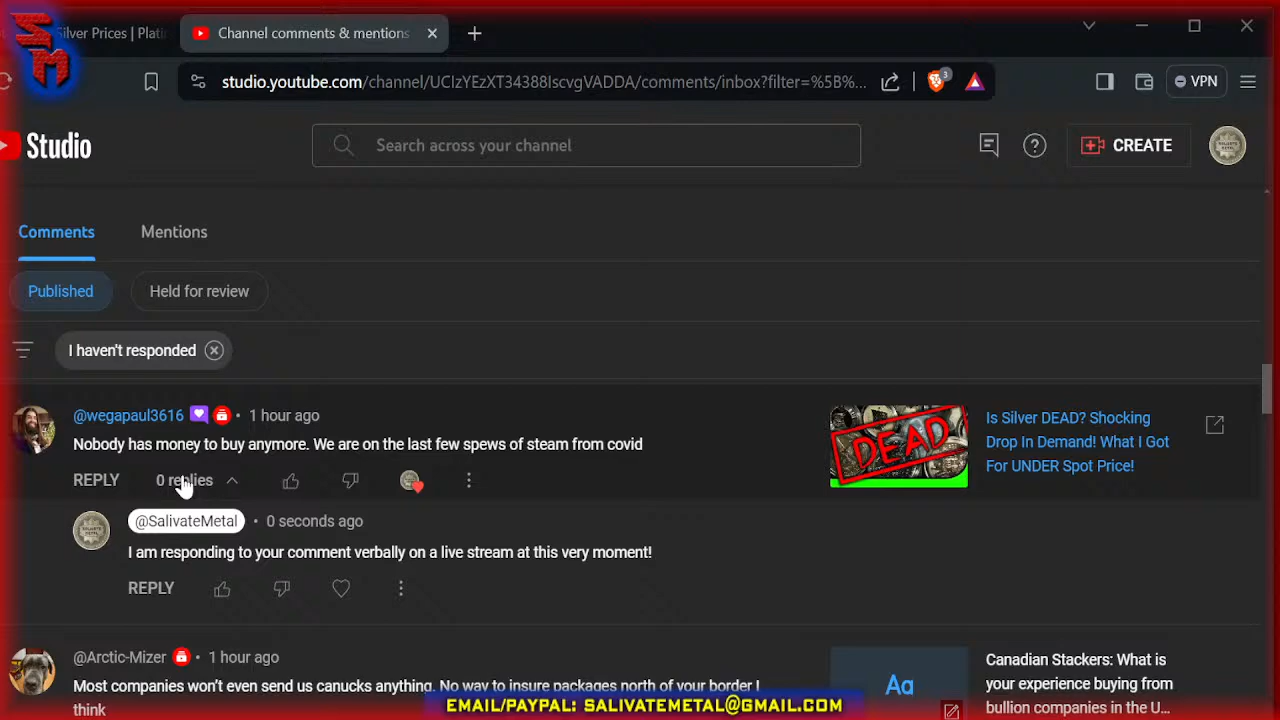 SM
Silver Prices | Plati
Channel comments & mentions
studio.youtube.com/channel/UCIzYEzXT34388IscvgVADDA/comments/inbox?filter=%5B%...
3
VPN
Studio
Search across your channel
CREATE
Comments
Mentions
Published
Held for review
I haven't responded
@wegapaul3616 • 1 hour ago
Nobody has money to buy anymore. We are on the last few spews of steam from covid
REPLY
0 replies
DEAD
Is Silver DEAD? Shocking
Drop In Demand! What I Got
For UNDER Spot Price!
@SalivateMetal • 0 seconds ago
I am responding to your comment verbally on a live stream at this very moment!
REPLY
@Arctic-Mizer • 1 hour ago
Most companies won't even send us canucks anything. No way to insure packages north of your border I
think
Aa
Canadian Stackers: What is
your experience buying from
bullion companies in the U...
EMAIL/PAYPAL: SALIVATEMETAL@GMAIL.COM